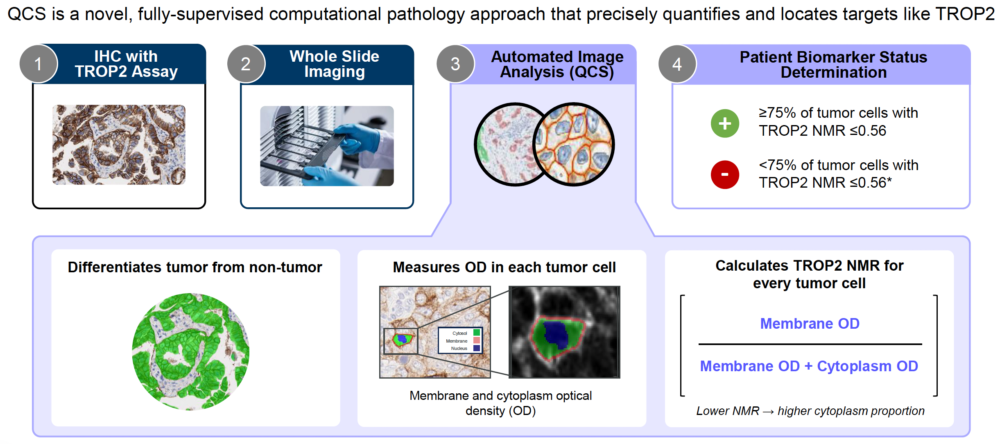 QCS is a novel, fully-supervised computational pathology approach that precisely quantifies and locates targets like TROP2
1
IHC with
TROP2 Assay
2
Whole Slide
Imaging
3
Automated Image
Analysis (QCS)
4
Patient Biomarker Status
Determination
+
≥75% of tumor cells with
TROP2 NMR ≤0.56
-
<75% of tumor cells with
TROP2 NMR ≤0.56*
Differentiates tumor from non-tumor
Measures OD in each tumor cell
Cytosol
Membrane
Nucleus
Membrane and cytoplasm optical
density (OD)
Calculates TROP2 NMR for
every tumor cell
Membrane OD
Membrane OD + Cytoplasm OD
Lower NMR → higher cytoplasm proportion